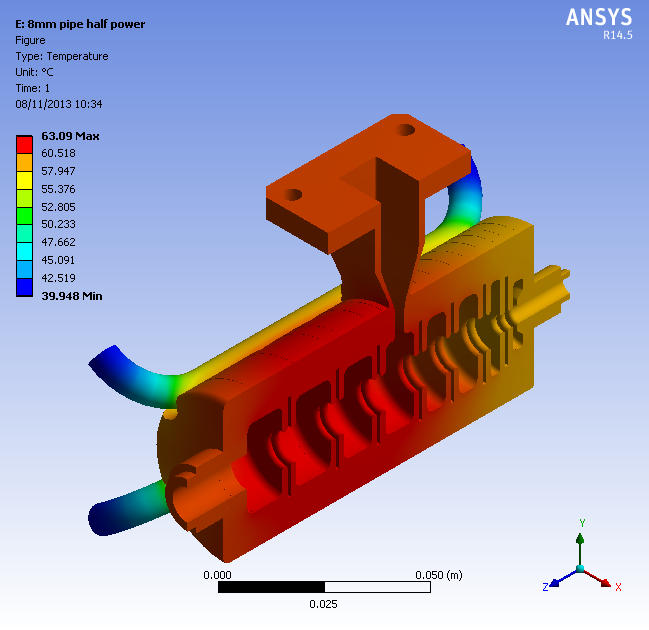 E: 8mm pipe half power
Figure
Type: Temperature
Unit: °C
Time: 1
08/11/2013 10:34
ANSYS
R14.5
63.09 Max
60.518
57.947
55.376
52.805
50.233
47.662
45.091
42.519
39.948 Min
0.000
0.050 (m)
0.025
Y
Z
X